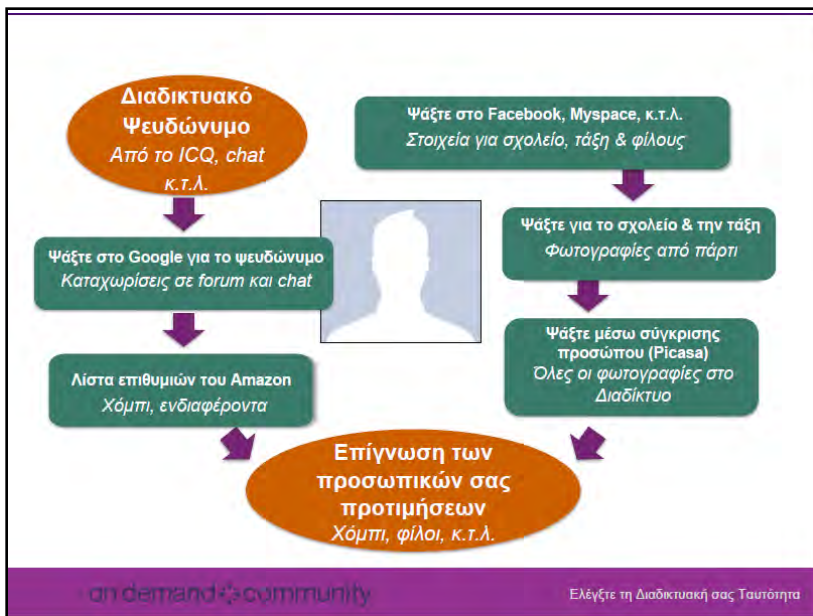 Διαδικτυακό
Ψευδώνυμο
Από το ICQ, chat
κ.τ.λ.
Ψάξτε στο Google για το ψευδώνυμο
Καταχωρίσεις σε forum και chat
Λίστα επιθυμιών του Amazon
Χόμπι, ενδιαφέροντα
Ψάξτε στο Facebook, Myspace, κ.τ.λ.
Στοιχεία για σχολείο, τάξη & φίλους
Ψάξτε για το σχολείο & την τάξη
Φωτογραφίες από πάρτι
Ψάξτε μέσω σύγκρισης
προσώπου (Picasa)
Όλες οι φωτογραφίες στο
Διαδίκτυο
Επίγνωση των
προσωπικών σας
προτιμήσεων
Χόμπι, φίλοι, κ.τ.λ.
on demand community
Ελέγξτε τη Διαδικτυακή σας Ταυτότητα